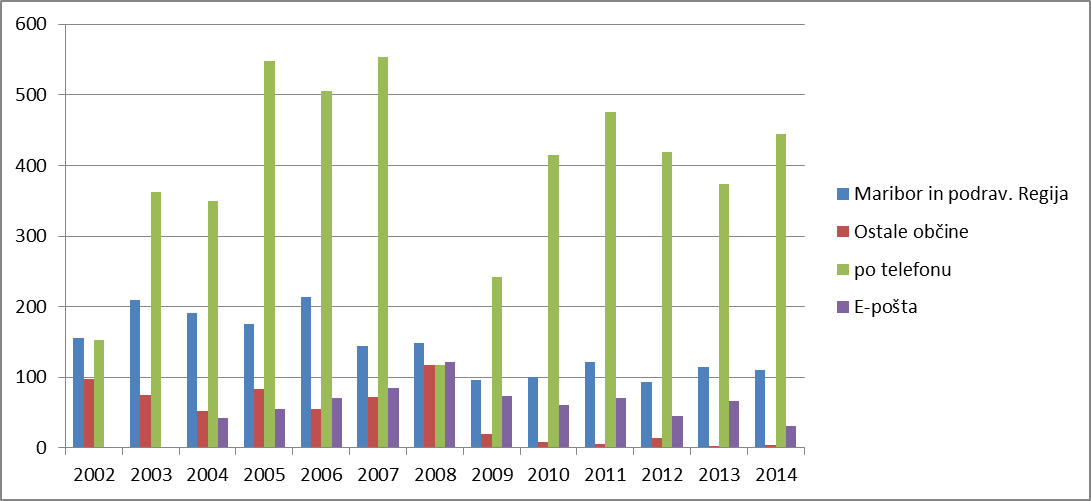 600
500
400
300
200
100
0
2002 2003 2004 2005 2006 2007 2008 2009 2010 2011 2012 2013 2014
Maribor in podrav. Regija
Ostale občine
po telefonu
E-pošta